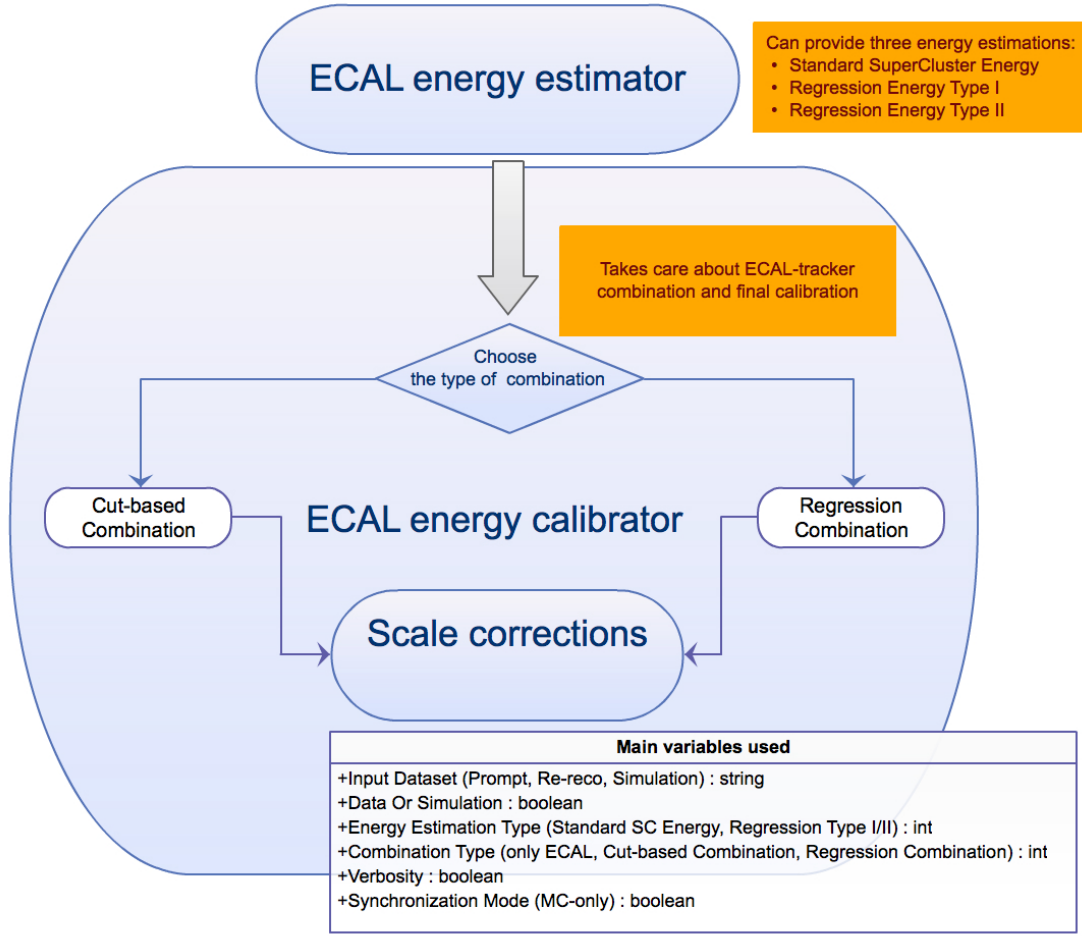 ECAL energy estimator
Can provide three energy estimations:
• Standard SuperCluster Energy
• Regression Energy Type I
• Regression Energy Type II
Takes care about ECAL-tracker
combination and final calibration
Choose
the type of combination
Cut-based
Combination
ECAL energy calibrator
Regression
Combination
Scale corrections
Main variables used
+Input Dataset (Prompt, Re-reco, Simulation) : string
+Data Or Simulation : boolean
+Energy Estimation Type (Standard SC Energy, Regression Type I/II) : int
+Combination Type (only ECAL, Cut-based Combination, Regression Combination) : int
+Verbosity : boolean
+Synchronization Mode (MC-only) : boolean